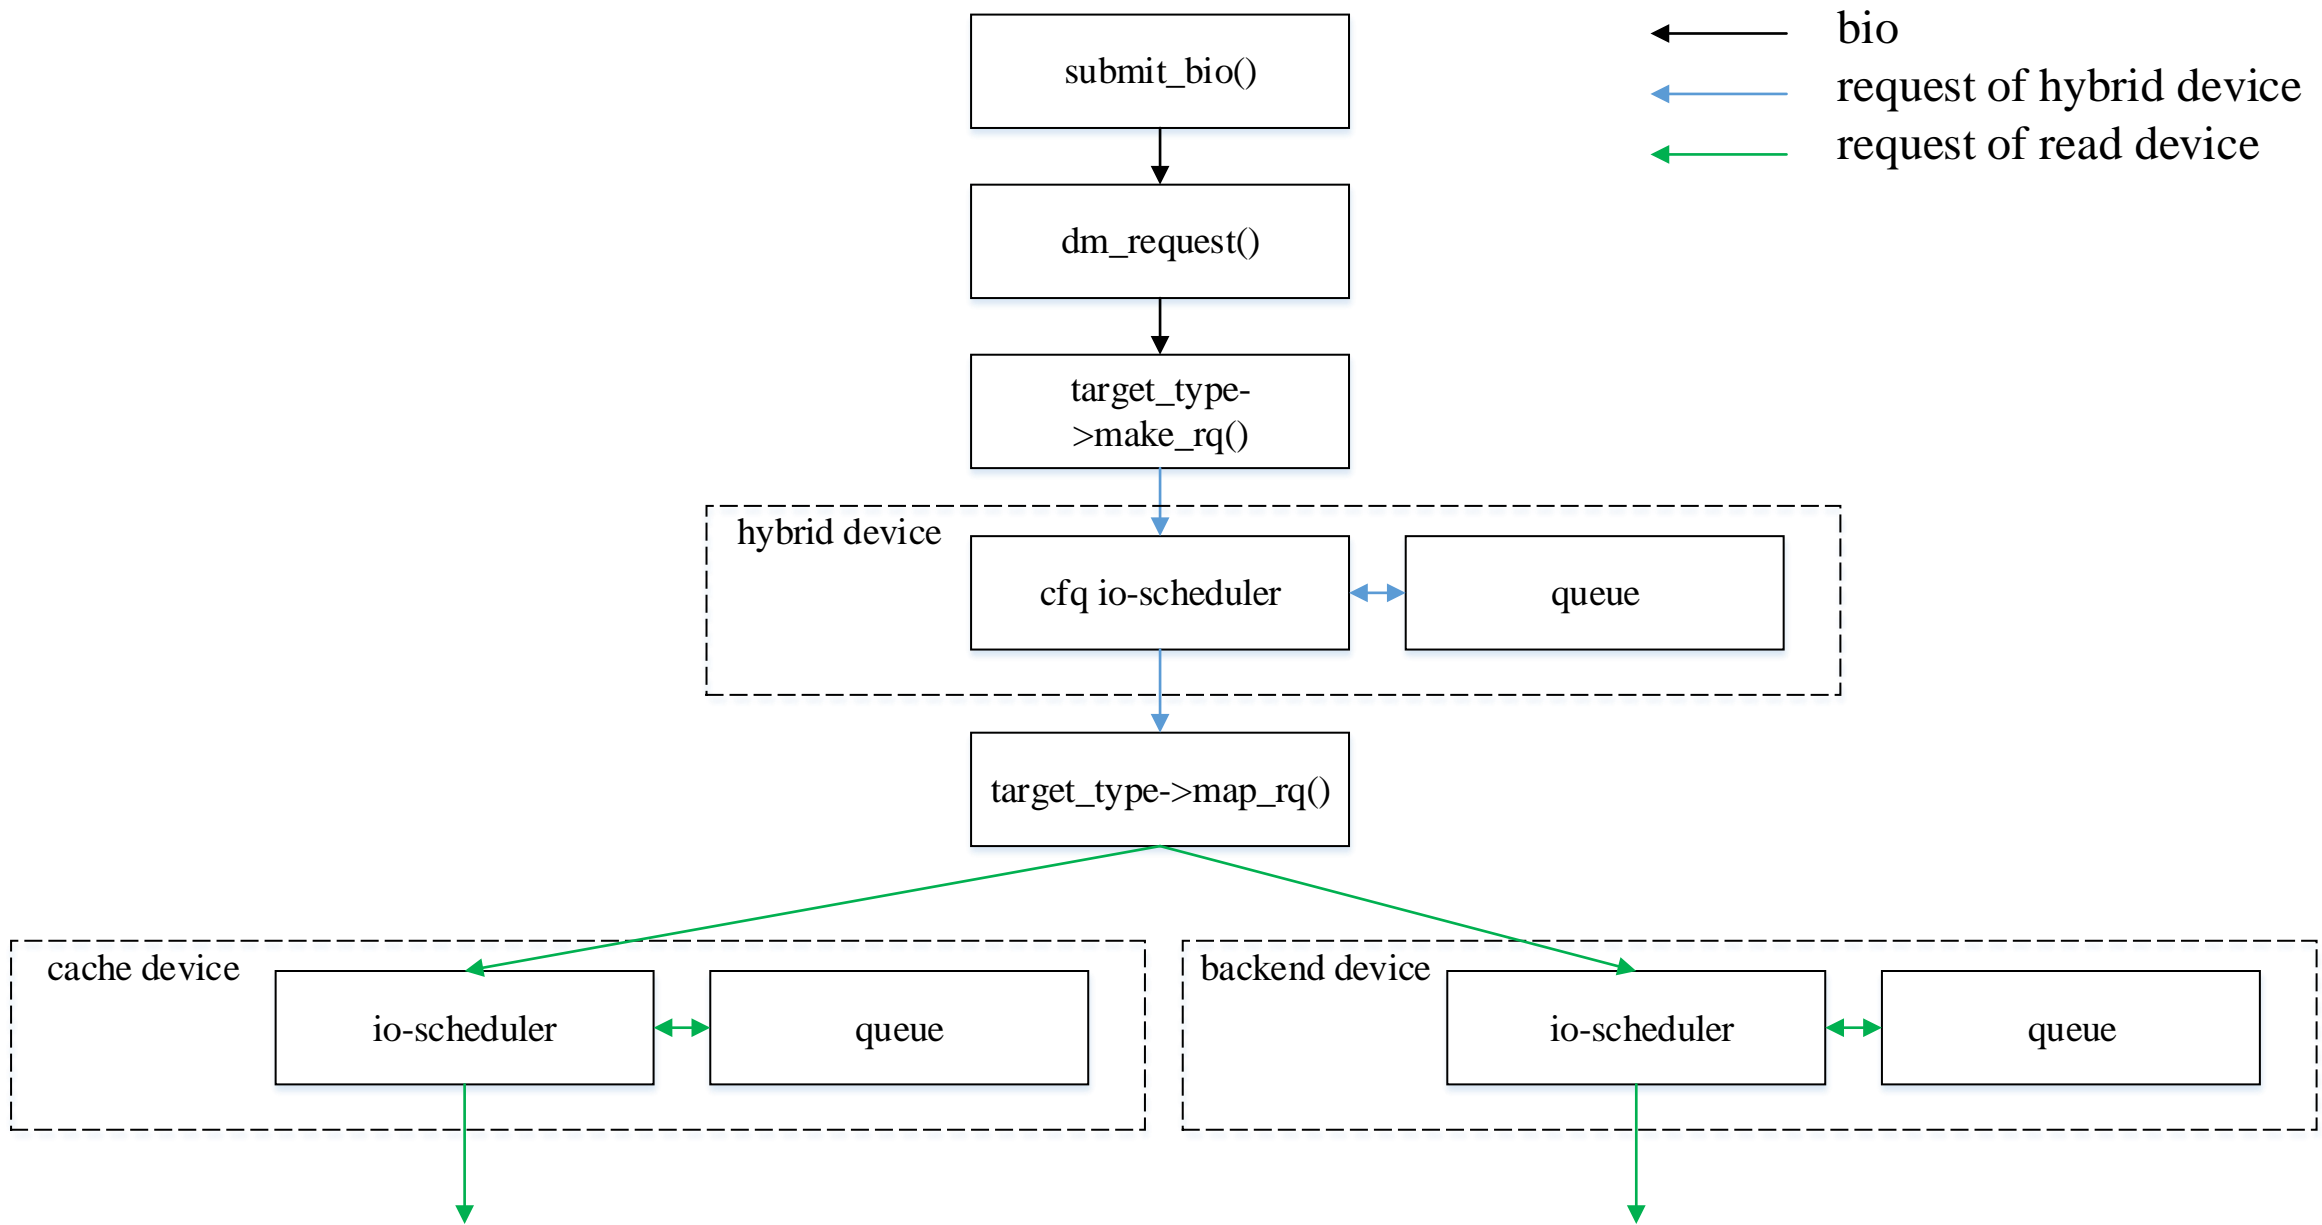 submit_bio()
bio
request of hybrid device
request of read device
dm_request()
target_type-
>make_rq()
hybrid device
cfq io-scheduler
queue
target_type->map_rq()
cache device
io-scheduler
queue
backend device
io-scheduler
queue